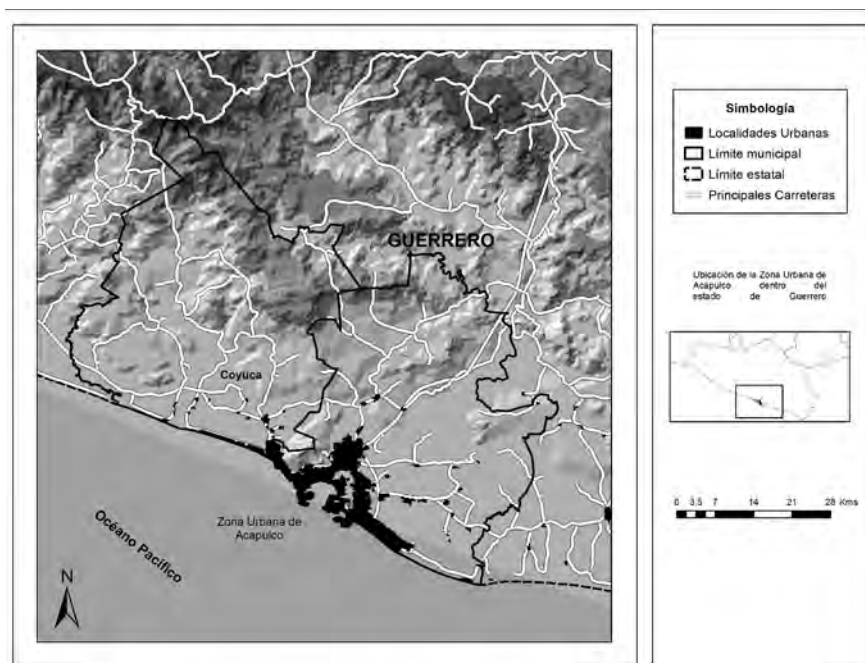 GUERRERO
Coyuca
Zona Urbana de
Acapulco
Océano Pacífico
N
Simbología
Localidades Urbanas
Límite municipal
Límite estatal
Principales Carreteras
Ubicación de la Zona Urbana de
Acapulco dentro del
estado de Guerrero
0 3.5 7 14 21 28 Kms